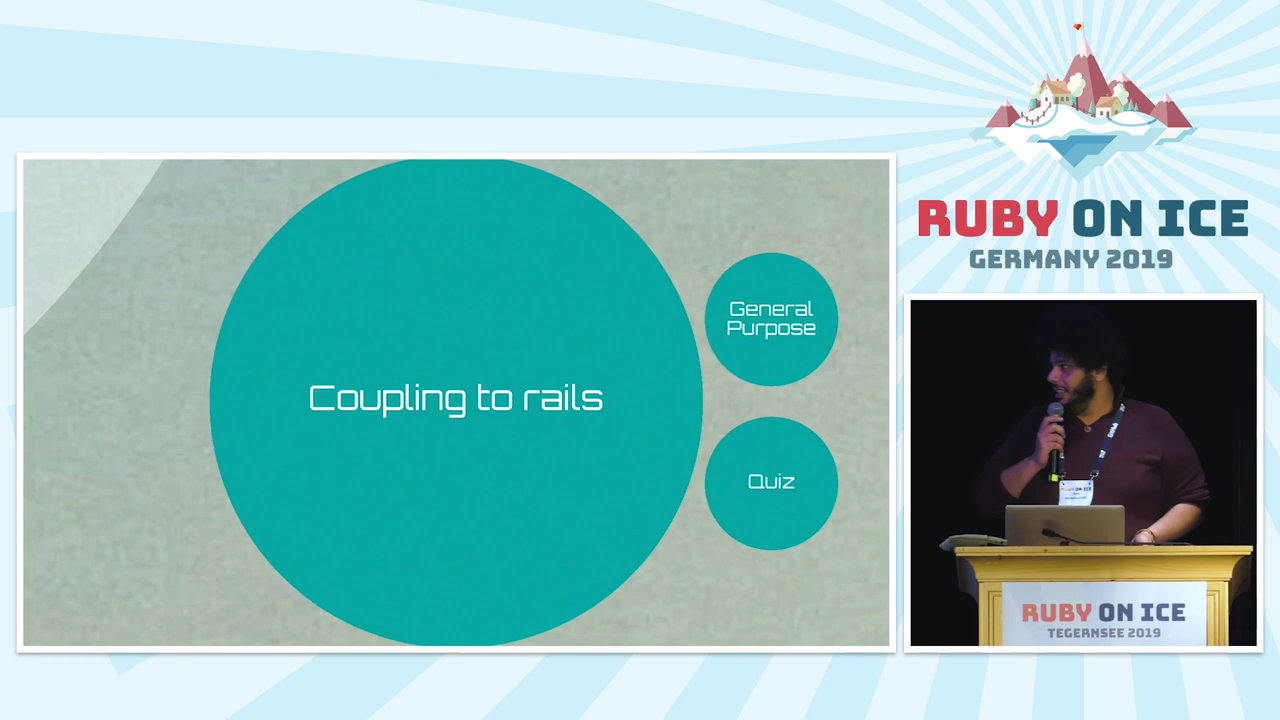 RUBY ON ICE
GERMANY 2019
Coupling to rails
General
Purpose
Quiz
RUBY ON ICE
TEGERNSEE 2019